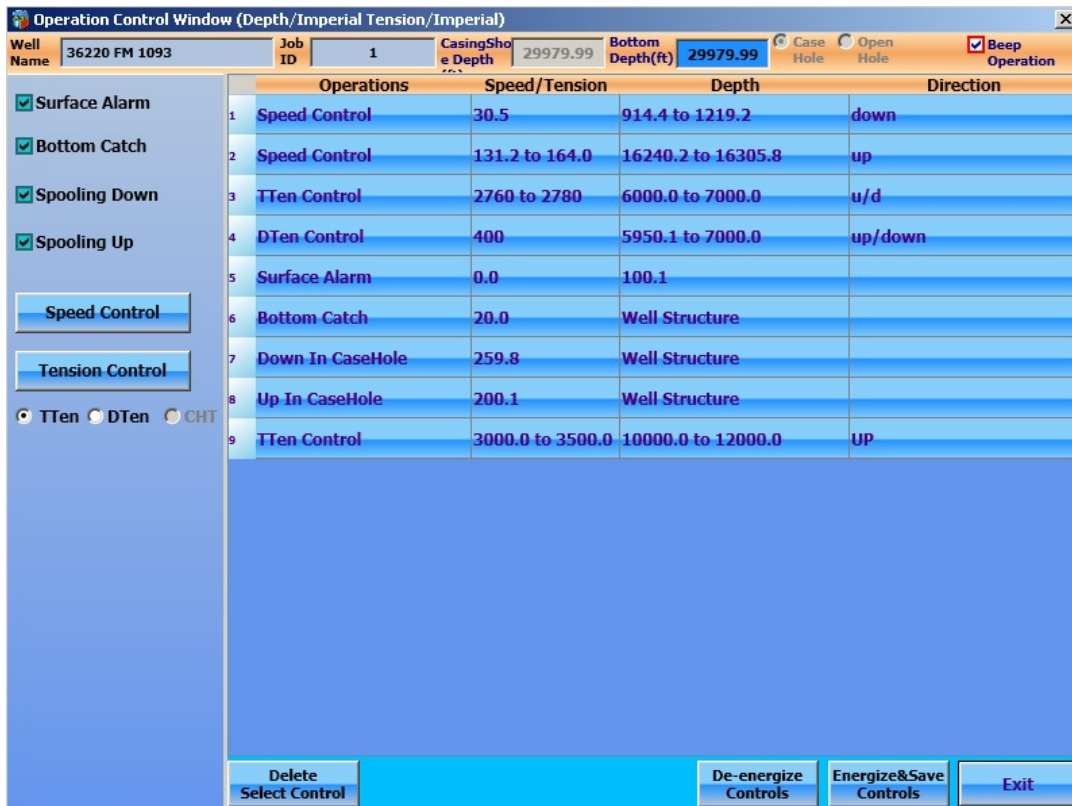 Operation Control Window (Depth/Imperial Tension/Imperial)
Well Name 36220 FM 1093 Job ID 1 CasingShoe Depth 29979.99 Bottom Depth(ft) 29979.99 Case Hole Open Hole Beep Operation
Surface Alarm
Bottom Catch
Spooling Down
Spooling Up
Speed Control
Tension Control
TTen DTen CHT
Operations Speed/Tension Depth Direction
1 Speed Control 30.5 914.4 to 1219.2 down
2 Speed Control 131.2 to 164.0 16240.2 to 16305.8 up
3 TTen Control 2760 to 2780 6000.0 to 7000.0 u/d
4 DTen Control 400 5950.1 to 7000.0 up/down
5 Surface Alarm 0.0 100.1
6 Bottom Catch 20.0 Well Structure
7 Down In CaseHole 259.8 Well Structure
8 Up In CaseHole 200.1 Well Structure
9 TTen Control 3000.0 to 3500.0 10000.0 to 12000.0 UP
Delete Select Control
De-energize Controls
Energize&Save Controls
Exit